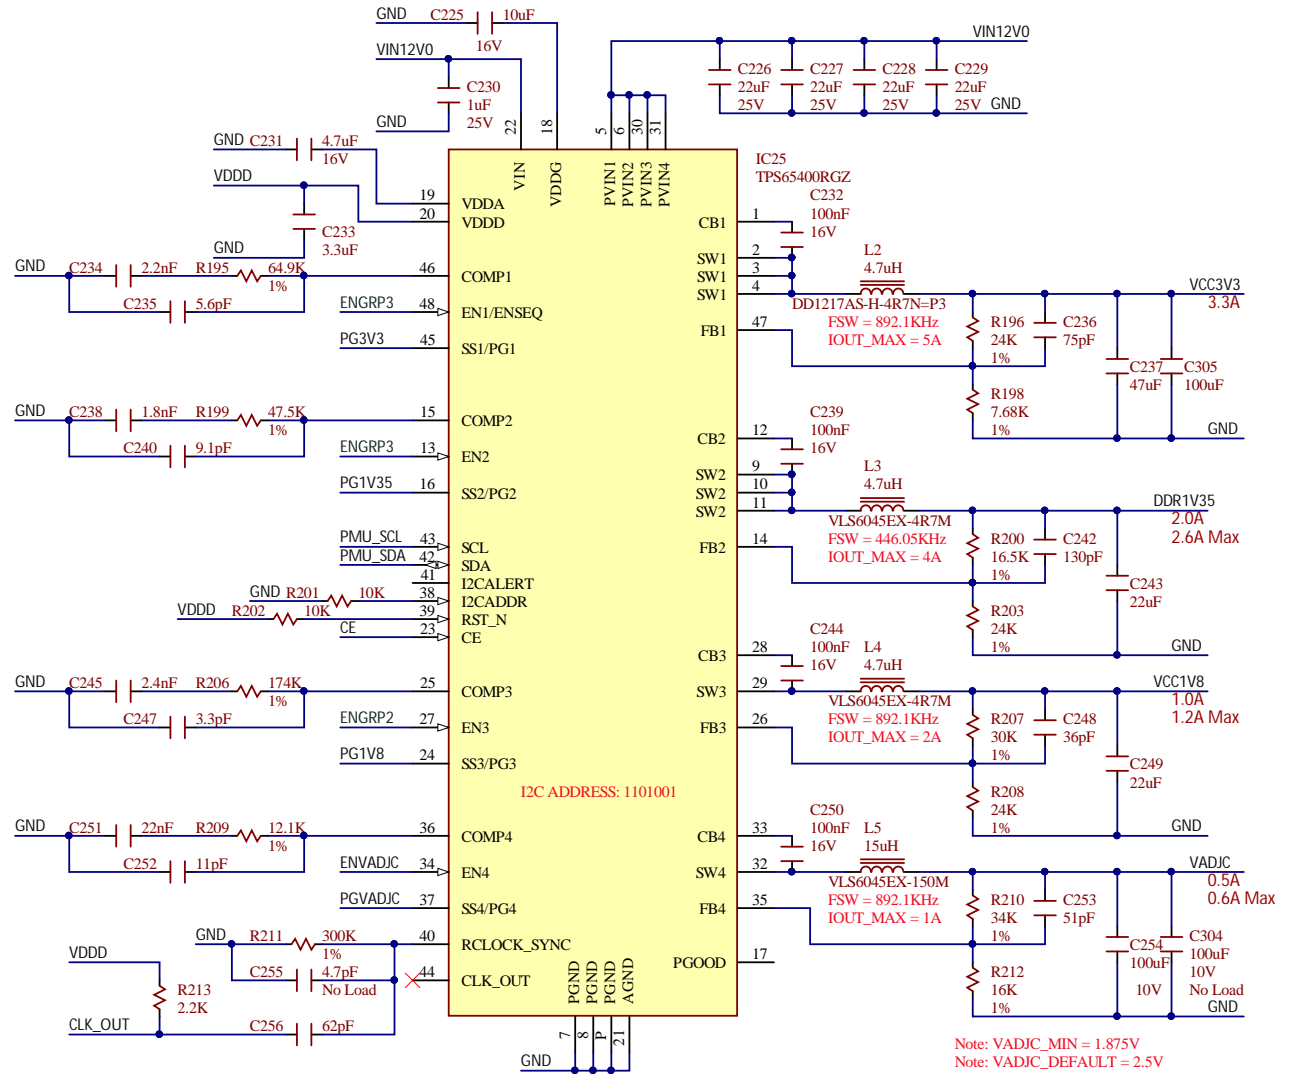 GND C225 10uF
16V
VIN12V0
C230
1uF
25V
GND
GND C231 4.7uF
16V
VDDD
C233
3.3uF
GND
VIN12V0
C226
22uF
25V
C227
22uF
25V
C228
22uF
25V
C229
22uF
25V
GND
22
18
5
6
30
31
VIN
VDDG
PVIN1
PVIN2
PVIN3
PVIN4
IC25
TPS65400RGZ
19 VDDA
20 VDDD
GND C234 2.2nF R195 64.9K
1%
C235 5.6pF
46 COMP1
ENGRP3 48 EN1/ENSEQ
PG3V3 45 SS1/PG1
GND C238 1.8nF R199 47.5K
1%
C240 9.1pF
15 COMP2
ENGRP3 13 EN2
PG1V35 16 SS2/PG2
PMU_SCL 43 SCL
PMU_SDA 42 SDA
41 I2CALERT
GND R201 10K 38 I2CADDR
VDDD R202 10K 39 RST_N
CE 23 CE
GND C245 2.4nF R206 174K
1%
C247 3.3pF
25 COMP3
ENGRP2 27 EN3
PG1V8 24 SS3/PG3
I2C ADDRESS: 1101001
GND C251 22nF R209 12.1K
1%
C252 11pF
36 COMP4
ENVADJC 34 EN4
PGVADJC 37 SS4/PG4
GND R211 300K
1%
40 RCLOCK_SYNC
C255 4.7pF
No Load
44 CLK_OUT
VDDD
R213
2.2K
CLK_OUT C256 62pF
CB1 1
C232
100nF
16V
SW1 2
SW1 3
SW1 4
L2
4.7uH
DD1217AS-H-4R7N=P3
FSW = 892.1KHz
IOUT_MAX = 5A
FB1 47
VCC3V3
3.3A
R196
24K
1%
C236
75pF
C237
47uF
C305
100uF
R198
7.68K
1%
GND
CB2 12
C239
100nF
16V
SW2 9
SW2 10
SW2 11
L3
4.7uH
VLS6045EX-4R7M
FSW = 446.05KHz
IOUT_MAX = 4A
FB2 14
DDR1V35
2.0A
2.6A Max
R200
16.5K
1%
C242
130pF
C243
22uF
R203
24K
1%
GND
CB3 28
C244
100nF
16V
SW3 29
L4
4.7uH
VLS6045EX-4R7M
FSW = 892.1KHz
IOUT_MAX = 2A
FB3 26
VCC1V8
1.0A
1.2A Max
R207
30K
1%
C248
36pF
C249
22uF
R208
24K
1%
GND
CB4 33
C250
100nF
16V
SW4 32
L5
15uH
VLS6045EX-150M
FSW = 892.1KHz
IOUT_MAX = 1A
FB4 35
VADJC
0.5A
0.6A Max
R210
34K
1%
C253
51pF
C254
100uF
10V
C304
100uF
10V
No Load
R212
16K
1%
GND
PGOOD 17
PGND
PGND
PGND
AGND
7
8
P
21
GND
Note: VADJC_MIN = 1.875V
Note: VADJC_DEFAULT = 2.5V